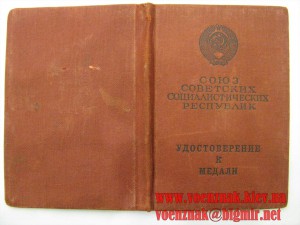 СОЮЗ
СОВЕТСКИХ
СОЦИАЛИСТИЧЕСКИХ
РЕСПУБЛИК
УДОСТОВЕРЕНИЕ
К
МЕДАЛИ
www.voenznak.kiev.ua
voenznak@bigmir.net